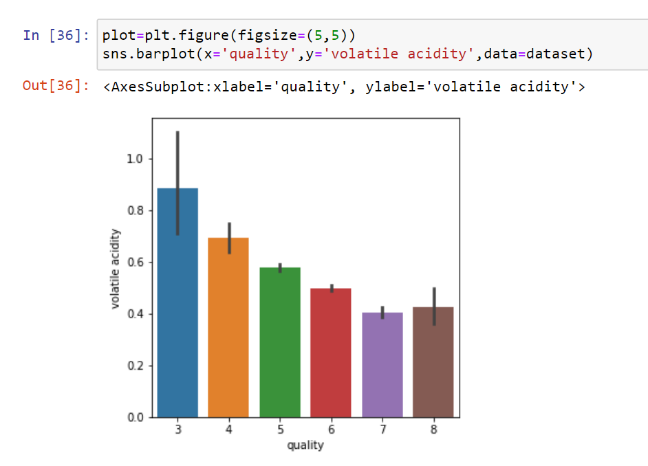 In [36]: plot=plt.figure(figsize=(5,5))
sns.barplot(x='quality',y='volatile acidity',data=dataset)
Out[36]: <AxesSubplot:xlabel='quality', ylabel='volatile acidity'>
1.0
0.8
0.6
0.4
0.2
0.0
volatile acidity
3 4 5 6 7 8
quality